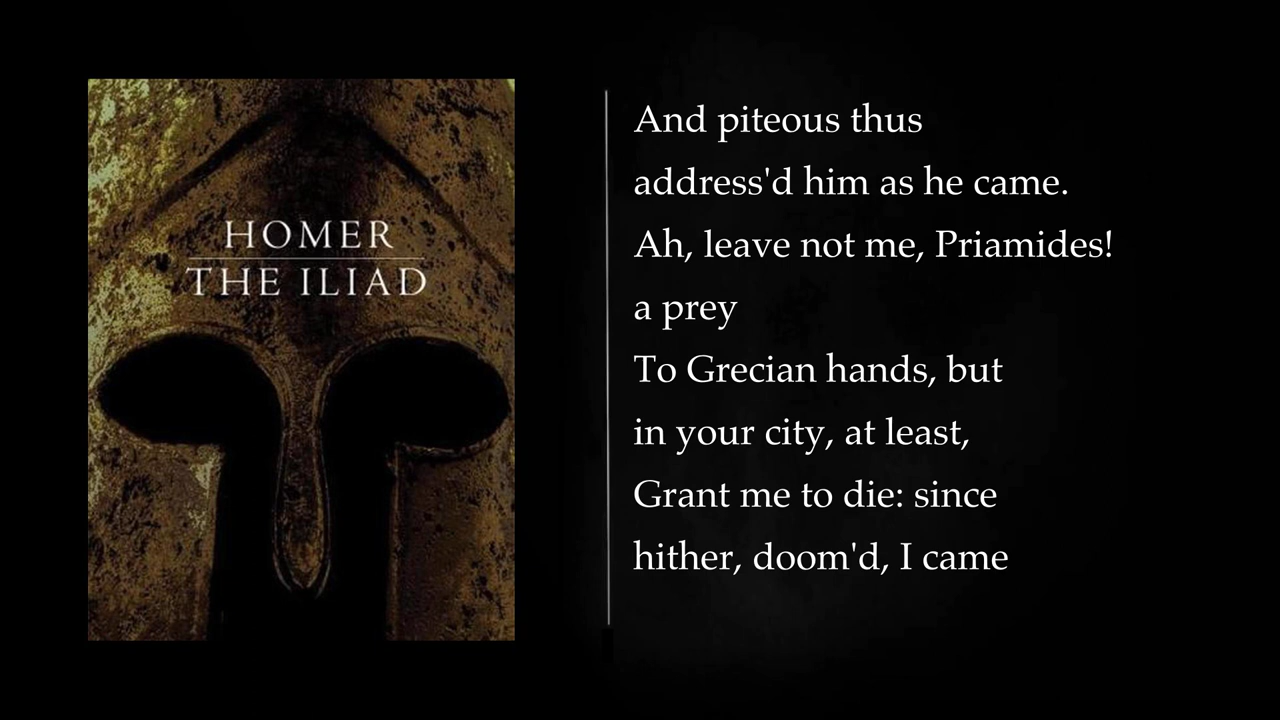 HOMER
THE ILIAD
And piteous thus
address'd him as he came.
Ah, leave not me, Priamides!
a prey
To Grecian hands, but
in your city, at least,
Grant me to die: since
hither, doom'd, I came